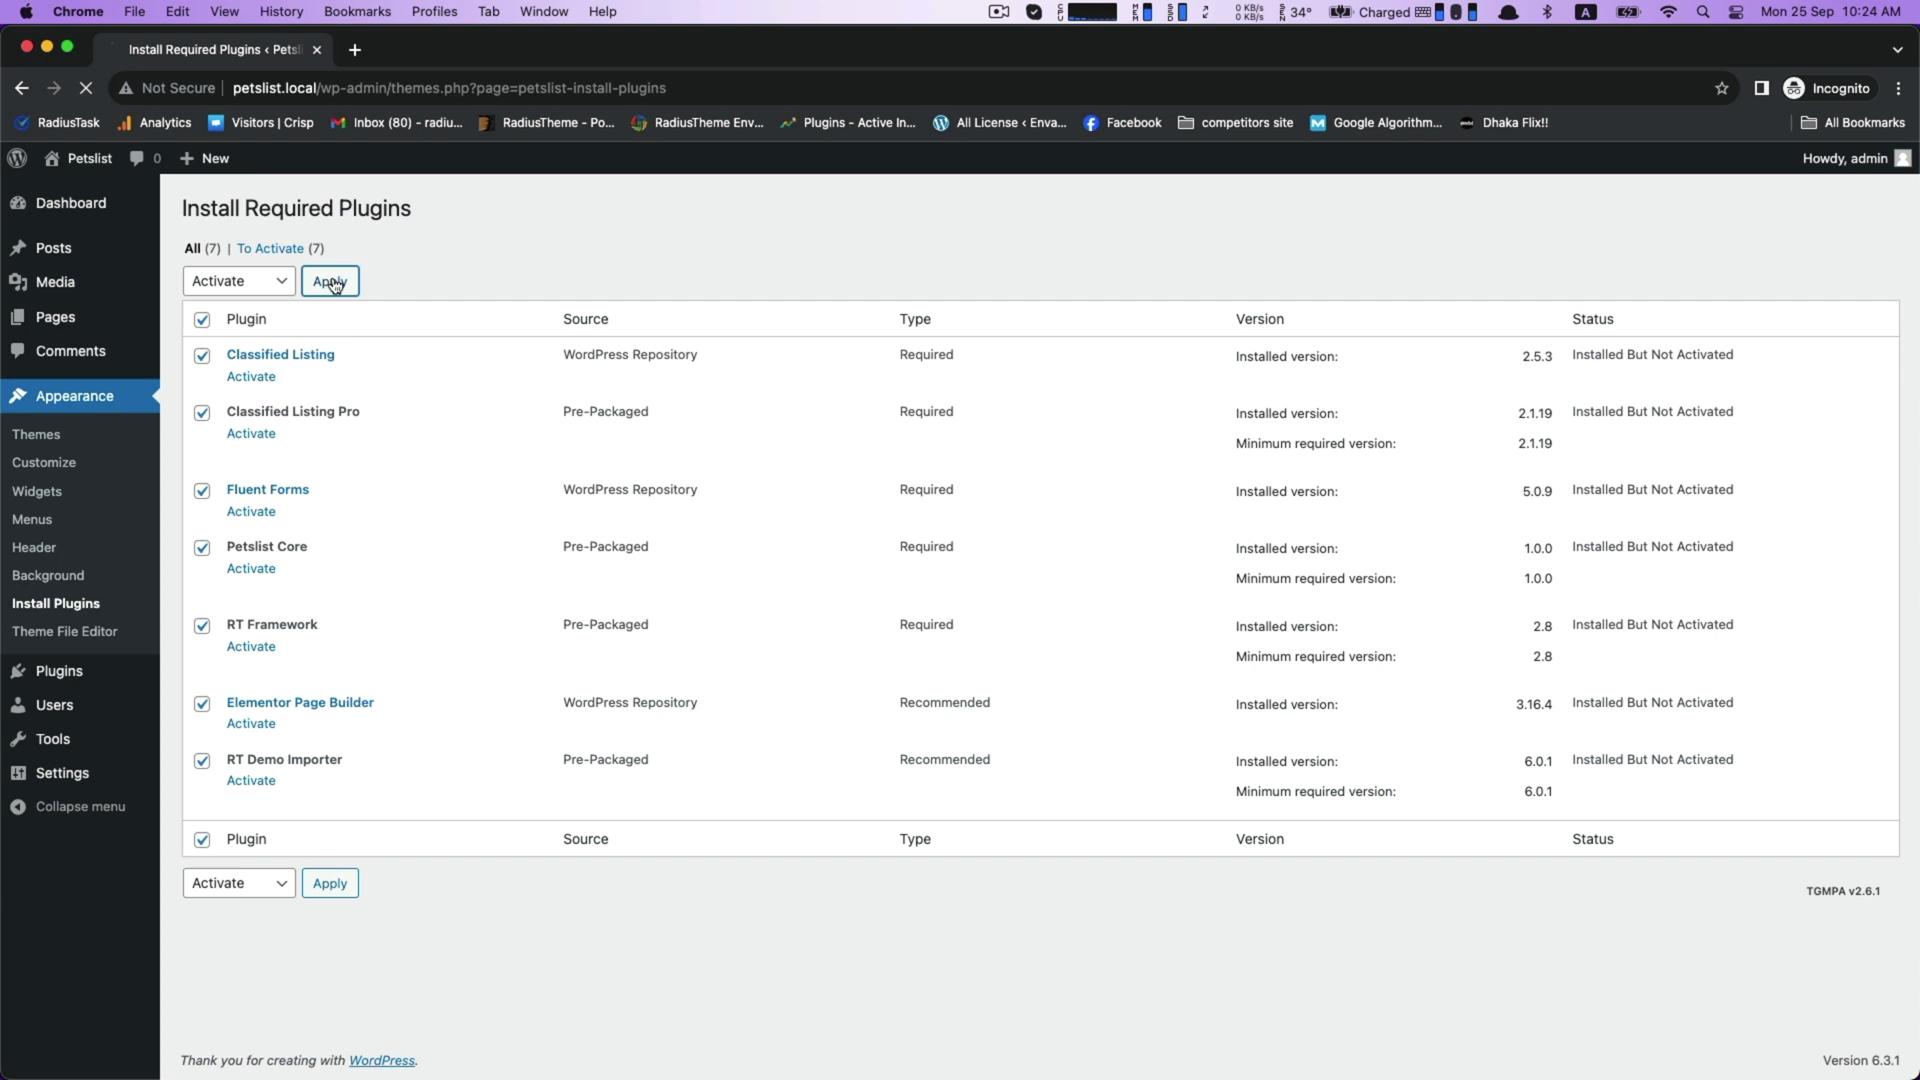 Chrome File Edit View History Bookmarks Profiles Tab Window Help 0 KB/s 0 KB/s 34° Charged A Mon 25 Sep 10:24 AM
Install Required Plugins ‹ Petsl
Not Secure petslist.local/wp-admin/themes.php?page=petslist-install-plugins Incognito
RadiusTask Analytics Visitors | Crisp Inbox (80) - radiu... RadiusTheme - Po... RadiusTheme Env... Plugins - Active In... All License ‹ Enva... Facebook competitors site Google Algorithm... Dhaka Flix!! All Bookmarks
Petslist 0 + New Howdy, admin
Dashboard
Posts
Media
Pages
Comments
Appearance
Themes
Customize
Widgets
Menus
Header
Background
Install Plugins
Theme File Editor
Plugins
Users
Tools
Settings
Collapse menu
Install Required Plugins
All (7) | To Activate (7)
Activate Apply
Plugin Source Type Version Status
Classified Listing WordPress Repository Required Installed version: 2.5.3 Installed But Not Activated
Activate
Classified Listing Pro Pre-Packaged Required Installed version: 2.1.19 Installed But Not Activated
Activate Minimum required version: 2.1.19
Fluent Forms WordPress Repository Required Installed version: 5.0.9 Installed But Not Activated
Activate
Petslist Core Pre-Packaged Required Installed version: 1.0.0 Installed But Not Activated
Activate Minimum required version: 1.0.0
RT Framework Pre-Packaged Required Installed version: 2.8 Installed But Not Activated
Activate Minimum required version: 2.8
Elementor Page Builder WordPress Repository Recommended Installed version: 3.16.4 Installed But Not Activated
Activate
RT Demo Importer Pre-Packaged Recommended Installed version: 6.0.1 Installed But Not Activated
Activate Minimum required version: 6.0.1
Plugin Source Type Version Status
Activate Apply
TGMPA v2.6.1
Thank you for creating with WordPress. Version 6.3.1